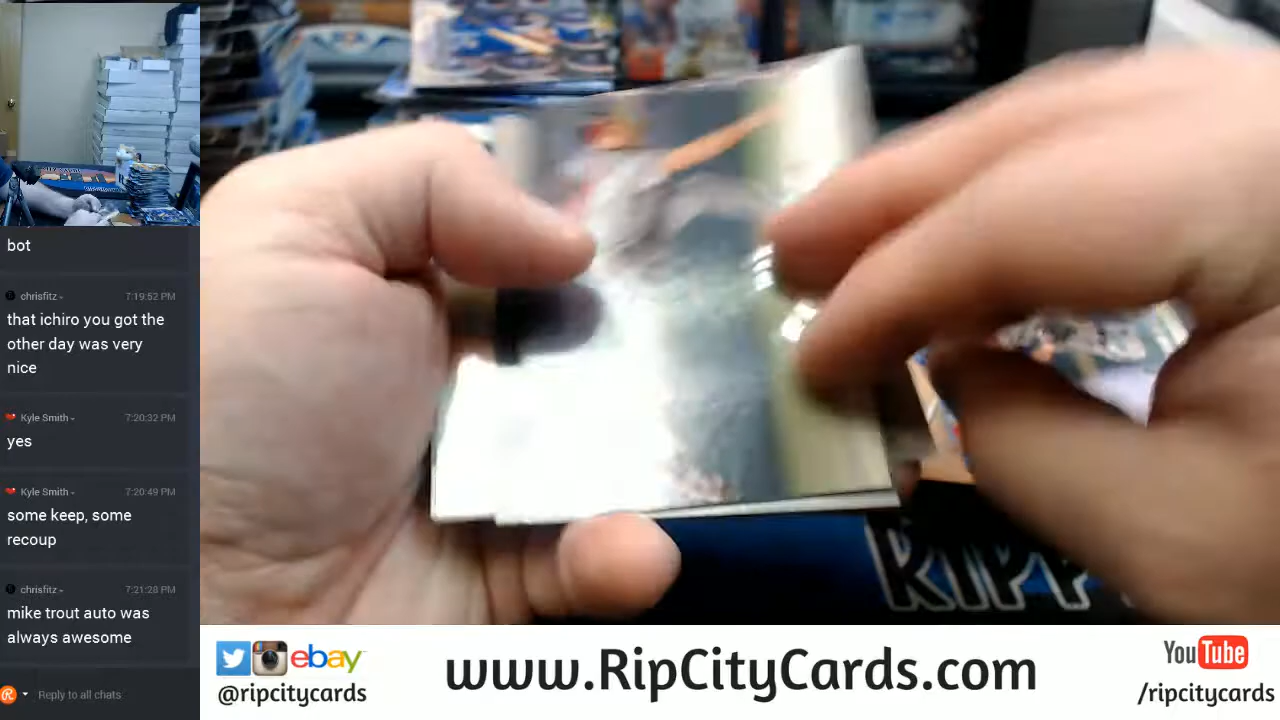 bot
chrisfitz
7:19:52 PM
that ichiro you got the
other day was very
nice
Kyle Smith
7:20:32 PM
yes
Kyle Smith
7:20:49 PM
some keep, some
recoup
chrisfitz
7:21:28 PM
mike trout auto was
always awesome
Reply to all chats
RIPP
ebay
@ripcitycards
www.RipCityCards.com
YouTube
/ripcitycards